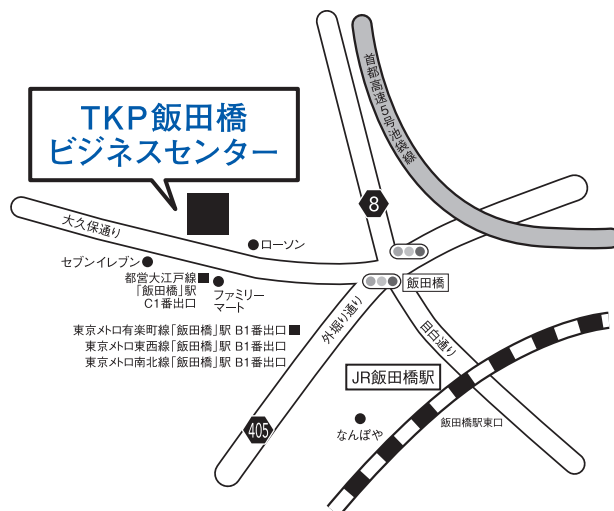 首都高速5号池袋線
TKP飯田橋
ビジネスセンター
8
大久保通り
ローソン
セブンイレブン
飯田橋
都営大江戸線
「飯田橋」駅
C1番出口
ファミリー
マート
外堀り通り
目白通り
東京メトロ有楽町線「飯田橋」駅 B1番出口
東京メトロ東西線「飯田橋」駅 B1番出口
東京メトロ南北線「飯田橋」駅 B1番出口
JR飯田橋駅
405
なんぼや
飯田橋駅東口